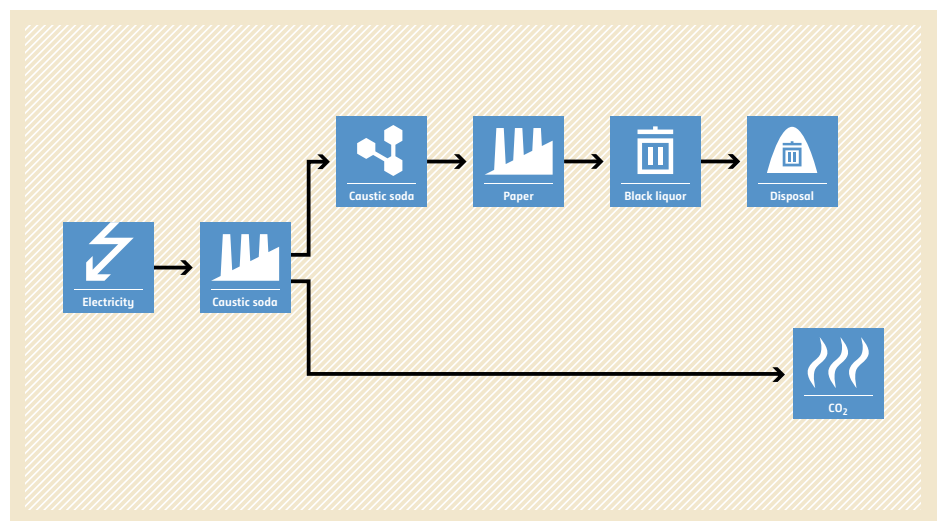 Caustic soda
Paper
Black liquor
Disposal
Electricity
Caustic soda
CO₂